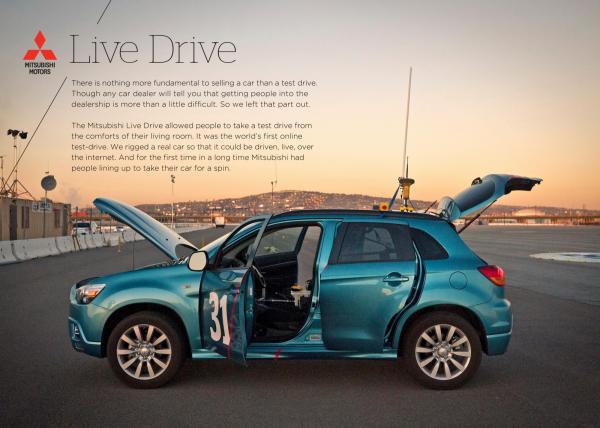 MITSUBISHI
MOTORS
Live Drive
There is nothing more fundamental to selling a car than a test drive.
Though any car dealer will tell you that getting people into the
dealership is more than a little difficult. So we left that part out.
The Mitsubishi Live Drive allowed people to take a test drive from
the comforts of their living room. It was the world's first online
test-drive. We rigged a real car so that it could be driven, live, over
the internet. And for the first time in a long time Mitsubishi had
people lining up to take their car for a spin.
31